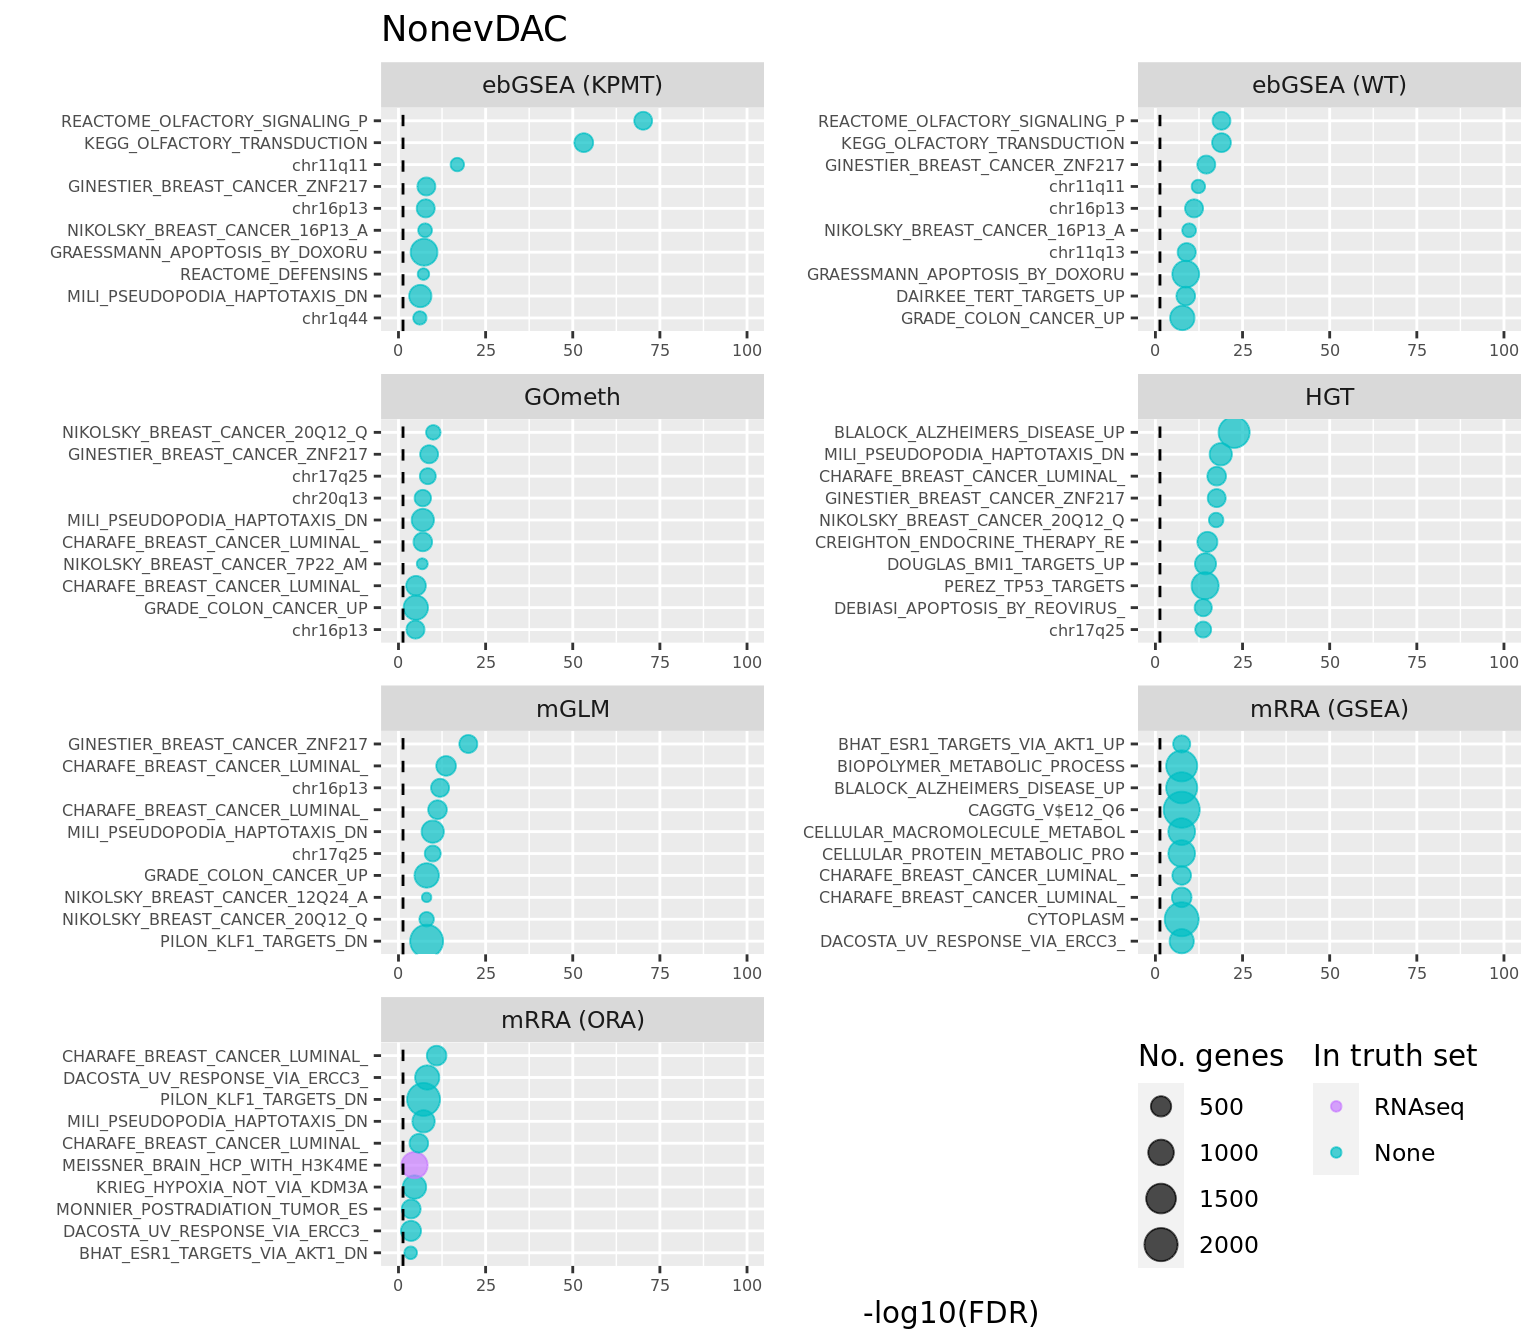 NonevDAC
ebGSEA (KPMT)
REACTOME_OLFACTORY_SIGNALING_P
KEGG_OLFACTORY_TRANSDUCTION
chr11q11
GINESTIER_BREAST_CANCER_ZNF217
chr16p13
NIKOLSKY_BREAST_CANCER_16P13_A
GRAESSMANN_APOPTOSIS_BY_DOXORU
REACTOME_DEFENSINS
MILI_PSEUDOPODIA_HAPTOTAXIS_DN
chr1q44
0 25 50 75 100
ebGSEA (WT)
REACTOME_OLFACTORY_SIGNALING_P
KEGG_OLFACTORY_TRANSDUCTION
GINESTIER_BREAST_CANCER_ZNF217
chr11q11
chr16p13
NIKOLSKY_BREAST_CANCER_16P13_A
chr11q13
GRAESSMANN_APOPTOSIS_BY_DOXORU
DAIRKEE_TERT_TARGETS_UP
GRADE_COLON_CANCER_UP
0 25 50 75 100
GOmeth
NIKOLSKY_BREAST_CANCER_20Q12_Q
GINESTIER_BREAST_CANCER_ZNF217
chr17q25
chr20q13
MILI_PSEUDOPODIA_HAPTOTAXIS_DN
CHARAFE_BREAST_CANCER_LUMINAL_
NIKOLSKY_BREAST_CANCER_7P22_AM
CHARAFE_BREAST_CANCER_LUMINAL_
GRADE_COLON_CANCER_UP
chr16p13
0 25 50 75 100
HGT
BLALOCK_ALZHEIMERS_DISEASE_UP
MILI_PSEUDOPODIA_HAPTOTAXIS_DN
CHARAFE_BREAST_CANCER_LUMINAL_
GINESTIER_BREAST_CANCER_ZNF217
NIKOLSKY_BREAST_CANCER_20Q12_Q
CREIGHTON_ENDOCRINE_THERAPY_RE
DOUGLAS_BMI1_TARGETS_UP
PEREZ_TP53_TARGETS
DEBIASI_APOPTOSIS_BY_REOVIRUS_
chr17q25
0 25 50 75 100
mGLM
GINESTIER_BREAST_CANCER_ZNF217
CHARAFE_BREAST_CANCER_LUMINAL_
chr16p13
CHARAFE_BREAST_CANCER_LUMINAL_
MILI_PSEUDOPODIA_HAPTOTAXIS_DN
chr17q25
GRADE_COLON_CANCER_UP
NIKOLSKY_BREAST_CANCER_12Q24_A
NIKOLSKY_BREAST_CANCER_20Q12_Q
PILON_KLF1_TARGETS_DN
0 25 50 75 100
mRRA (GSEA)
BHAT_ESR1_TARGETS_VIA_AKT1_UP
BIOPOLYMER_METABOLIC_PROCESS
BLALOCK_ALZHEIMERS_DISEASE_UP
CAGGTG_V$E12_Q6
CELLULAR_MACROMOLECULE_METABOL
CELLULAR_PROTEIN_METABOLIC_PRO
CHARAFE_BREAST_CANCER_LUMINAL_
CHARAFE_BREAST_CANCER_LUMINAL_
CYTOPLASM
DACOSTA_UV_RESPONSE_VIA_ERCC3_
0 25 50 75 100
mRRA (ORA)
CHARAFE_BREAST_CANCER_LUMINAL_
DACOSTA_UV_RESPONSE_VIA_ERCC3_
PILON_KLF1_TARGETS_DN
MILI_PSEUDOPODIA_HAPTOTAXIS_DN
CHARAFE_BREAST_CANCER_LUMINAL_
MEISSNER_BRAIN_HCP_WITH_H3K4ME
KRIEG_HYPOXIA_NOT_VIA_KDM3A
MONNIER_POSTRADIATION_TUMOR_ES
DACOSTA_UV_RESPONSE_VIA_ERCC3_
BHAT_ESR1_TARGETS_VIA_AKT1_DN
0 25 50 75 100
No. genes
500
1000
1500
2000
In truth set
RNAseq
None
-log10(FDR)